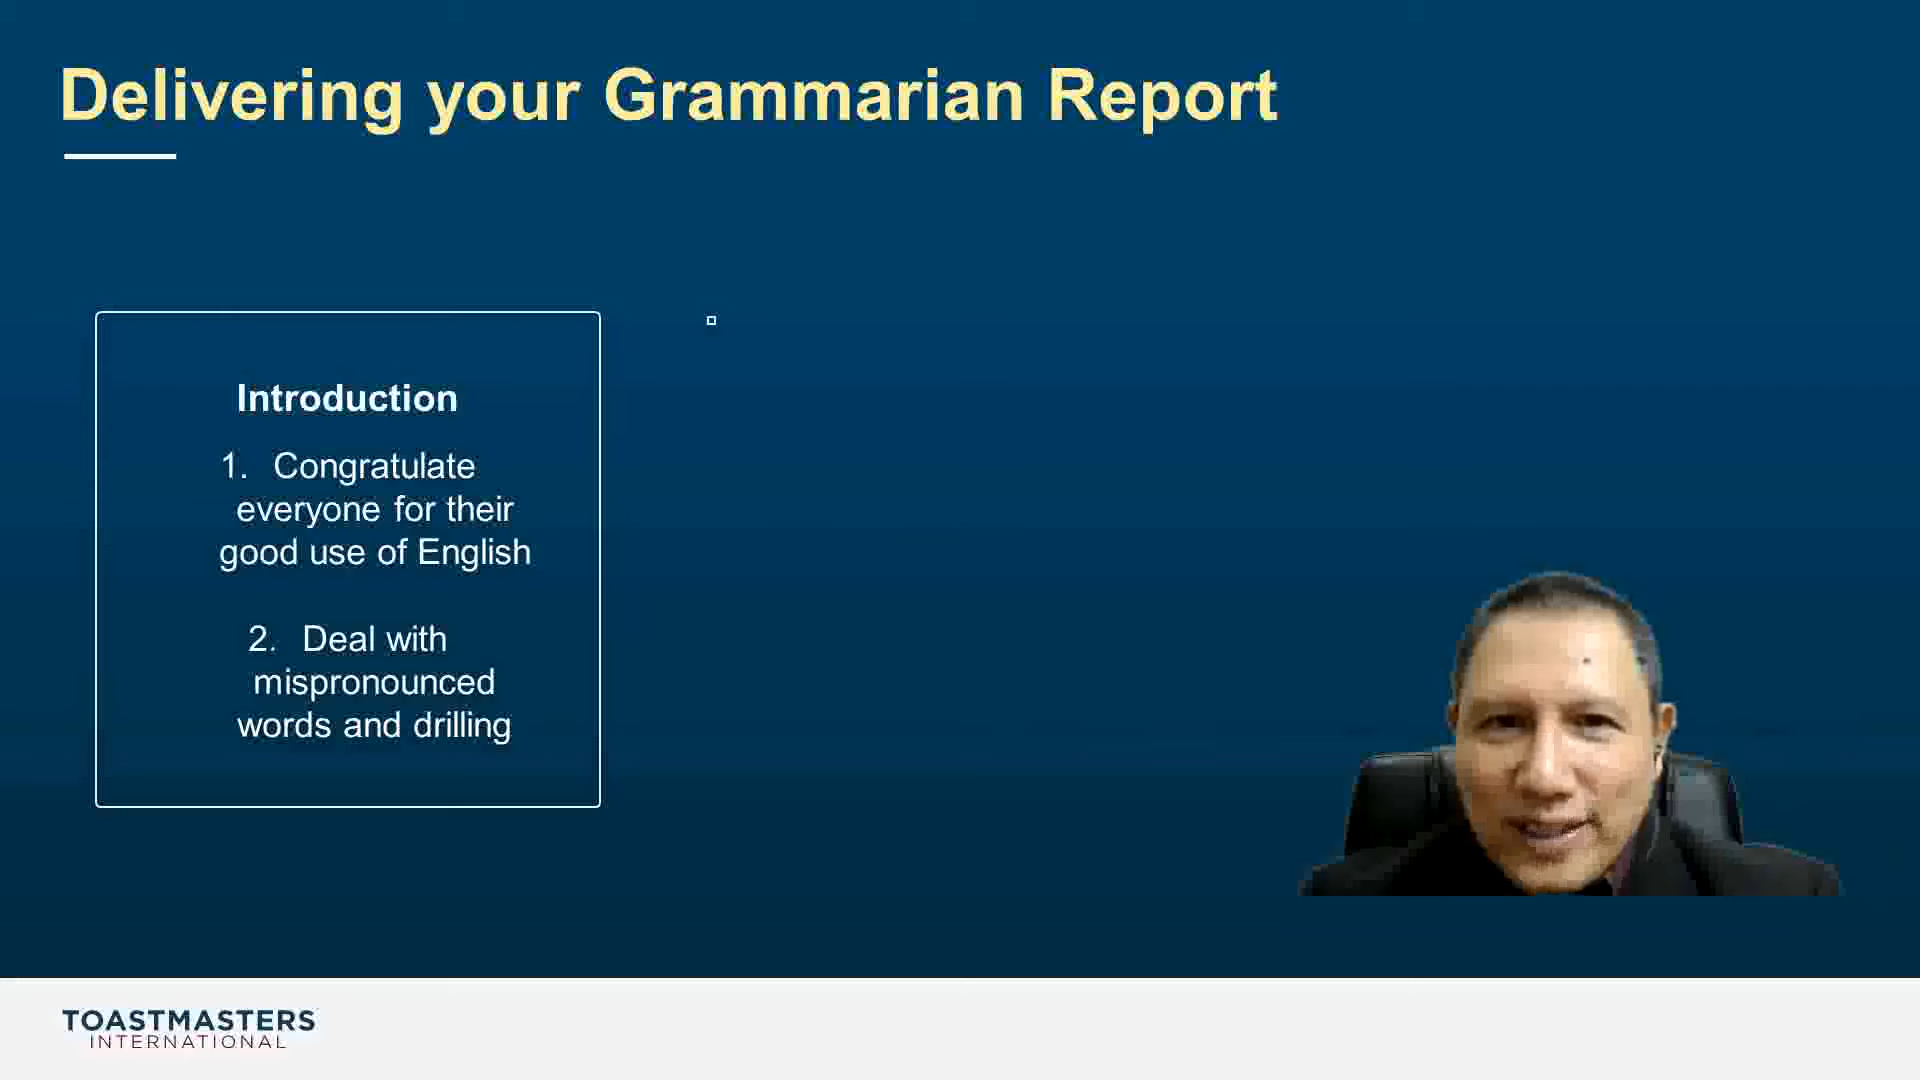 Delivering your Grammarian Report
Introduction
1. Congratulate
everyone for their
good use of English
2. Deal with
mispronounced
words and drilling
TOASTMASTERS
INTERNATIONAL